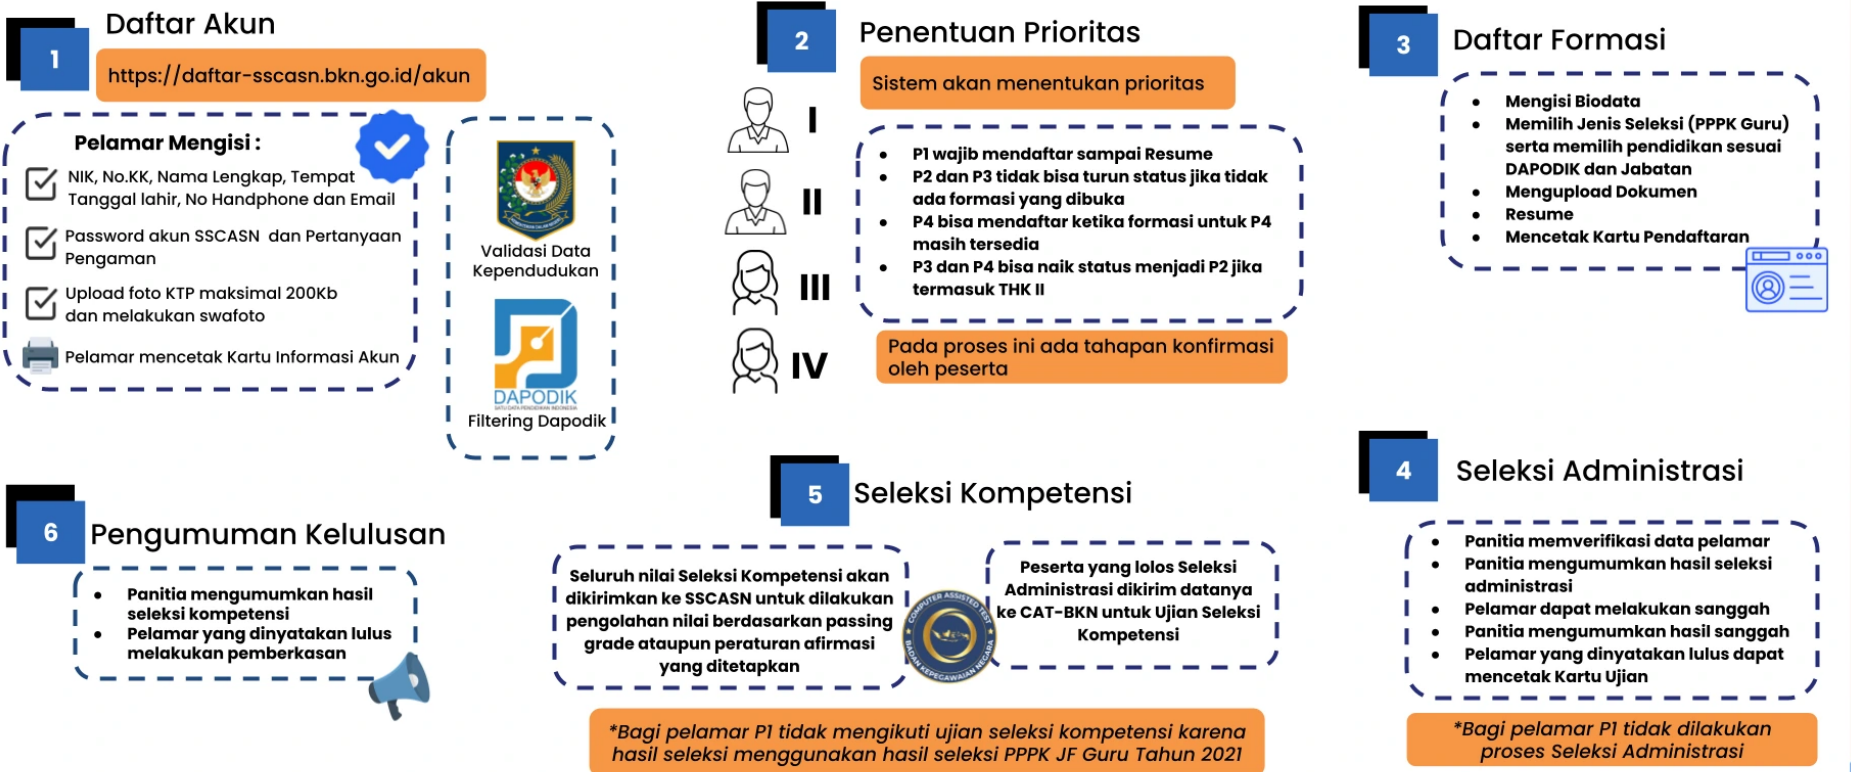 1
Daftar Akun
https://daftar-sscasn.bkn.go.id/akun
Pelamar Mengisi :
NIK, No.KK, Nama Lengkap, Tempat
Tanggal lahir, No Handphone dan Email
Password akun SSCASN dan Pertanyaan
Pengaman
Upload foto KTP maksimal 200Kb
dan melakukan swafoto
Pelamar mencetak Kartu Informasi Akun
Validasi Data
Kependudukan
DAPODIK
SATU DATA PENDIDIKAN INDONESIA
Filtering Dapodik
2
Penentuan Prioritas
Sistem akan menentukan prioritas
I
II
III
IV
• P1 wajib mendaftar sampai Resume
• P2 dan P3 tidak bisa turun status jika tidak
ada formasi yang dibuka
• P4 bisa mendaftar ketika formasi untuk P4
masih tersedia
• P3 dan P4 bisa naik status menjadi P2 jika
termasuk THK II
Pada proses ini ada tahapan konfirmasi
oleh peserta
3
Daftar Formasi
• Mengisi Biodata
• Memilih Jenis Seleksi (PPPK Guru)
serta memilih pendidikan sesuai
DAPODIK dan Jabatan
• Mengupload Dokumen
• Resume
• Mencetak Kartu Pendaftaran
4
Seleksi Administrasi
• Panitia memverifikasi data pelamar
• Panitia mengumumkan hasil seleksi
administrasi
• Pelamar dapat melakukan sanggah
• Panitia mengumumkan hasil sanggah
• Pelamar yang dinyatakan lulus dapat
mencetak Kartu Ujian
*Bagi pelamar P1 tidak dilakukan
proses Seleksi Administrasi
5
Seleksi Kompetensi
Peserta yang lolos Seleksi
Administrasi dikirim datanya
ke CAT-BKN untuk Ujian Seleksi
Kompetensi
COMPUTER ASSISTED TEST
BADAN KEPEGAWAIAN NEGARA
Seluruh nilai Seleksi Kompetensi akan
dikirimkan ke SSCASN untuk dilakukan
pengolahan nilai berdasarkan passing
grade ataupun peraturan afirmasi
yang ditetapkan
*Bagi pelamar P1 tidak mengikuti ujian seleksi kompetensi karena
hasil seleksi menggunakan hasil seleksi PPPK JF Guru Tahun 2021
6
Pengumuman Kelulusan
• Panitia mengumumkan hasil
seleksi kompetensi
• Pelamar yang dinyatakan lulus
melakukan pemberkasan